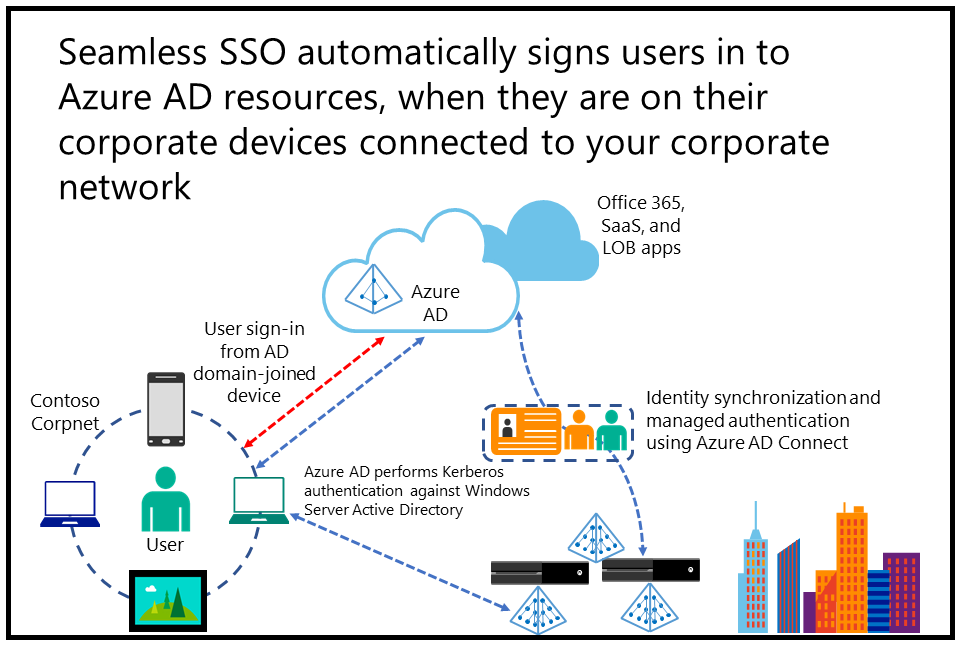 Seamless SSO automatically signs users in to
Azure AD resources, when they are on their
corporate devices connected to your corporate
network
Office 365,
SaaS, and
LOB apps
Azure
AD
User sign-in
from AD
domain-joined
device
Contoso
Corpnet
Identity synchronization and
managed authentication
using Azure AD Connect
Azure AD performs Kerberos
authentication against Windows
Server Active Directory
User